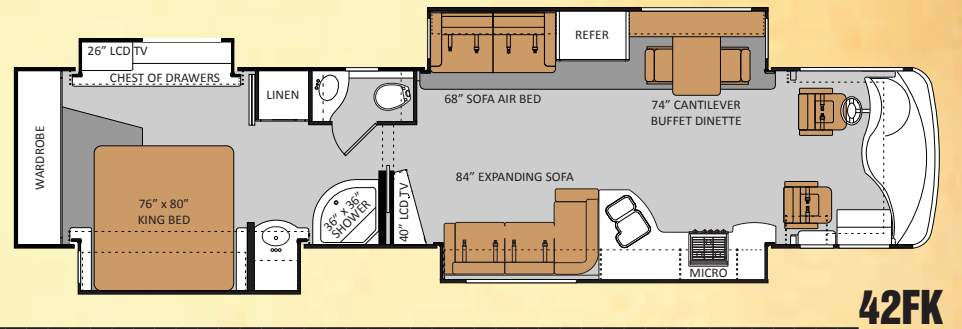 26" LCD TV
CHEST OF DRAWERS
WARDROBE
LINEN
REFER
68" SOFA AIR BED
74" CANTILEVER
BUFFET DINETTE
76" x 80"
KING BED
36" x 36"
SHOWER
40" LCD TV
84" EXPANDING SOFA
MICRO
42FK